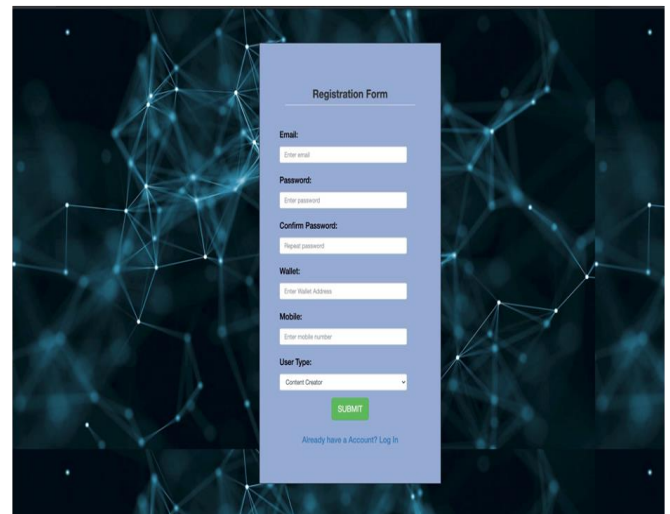 Registration Form
Email:
Enter email
Password:
Enter password
Confirm Password:
Repeat password
Wallet:
Enter Wallet Address
Mobile:
Enter mobile number
User Type:
Content Creator
SUBMIT
Already have a Account? Log In